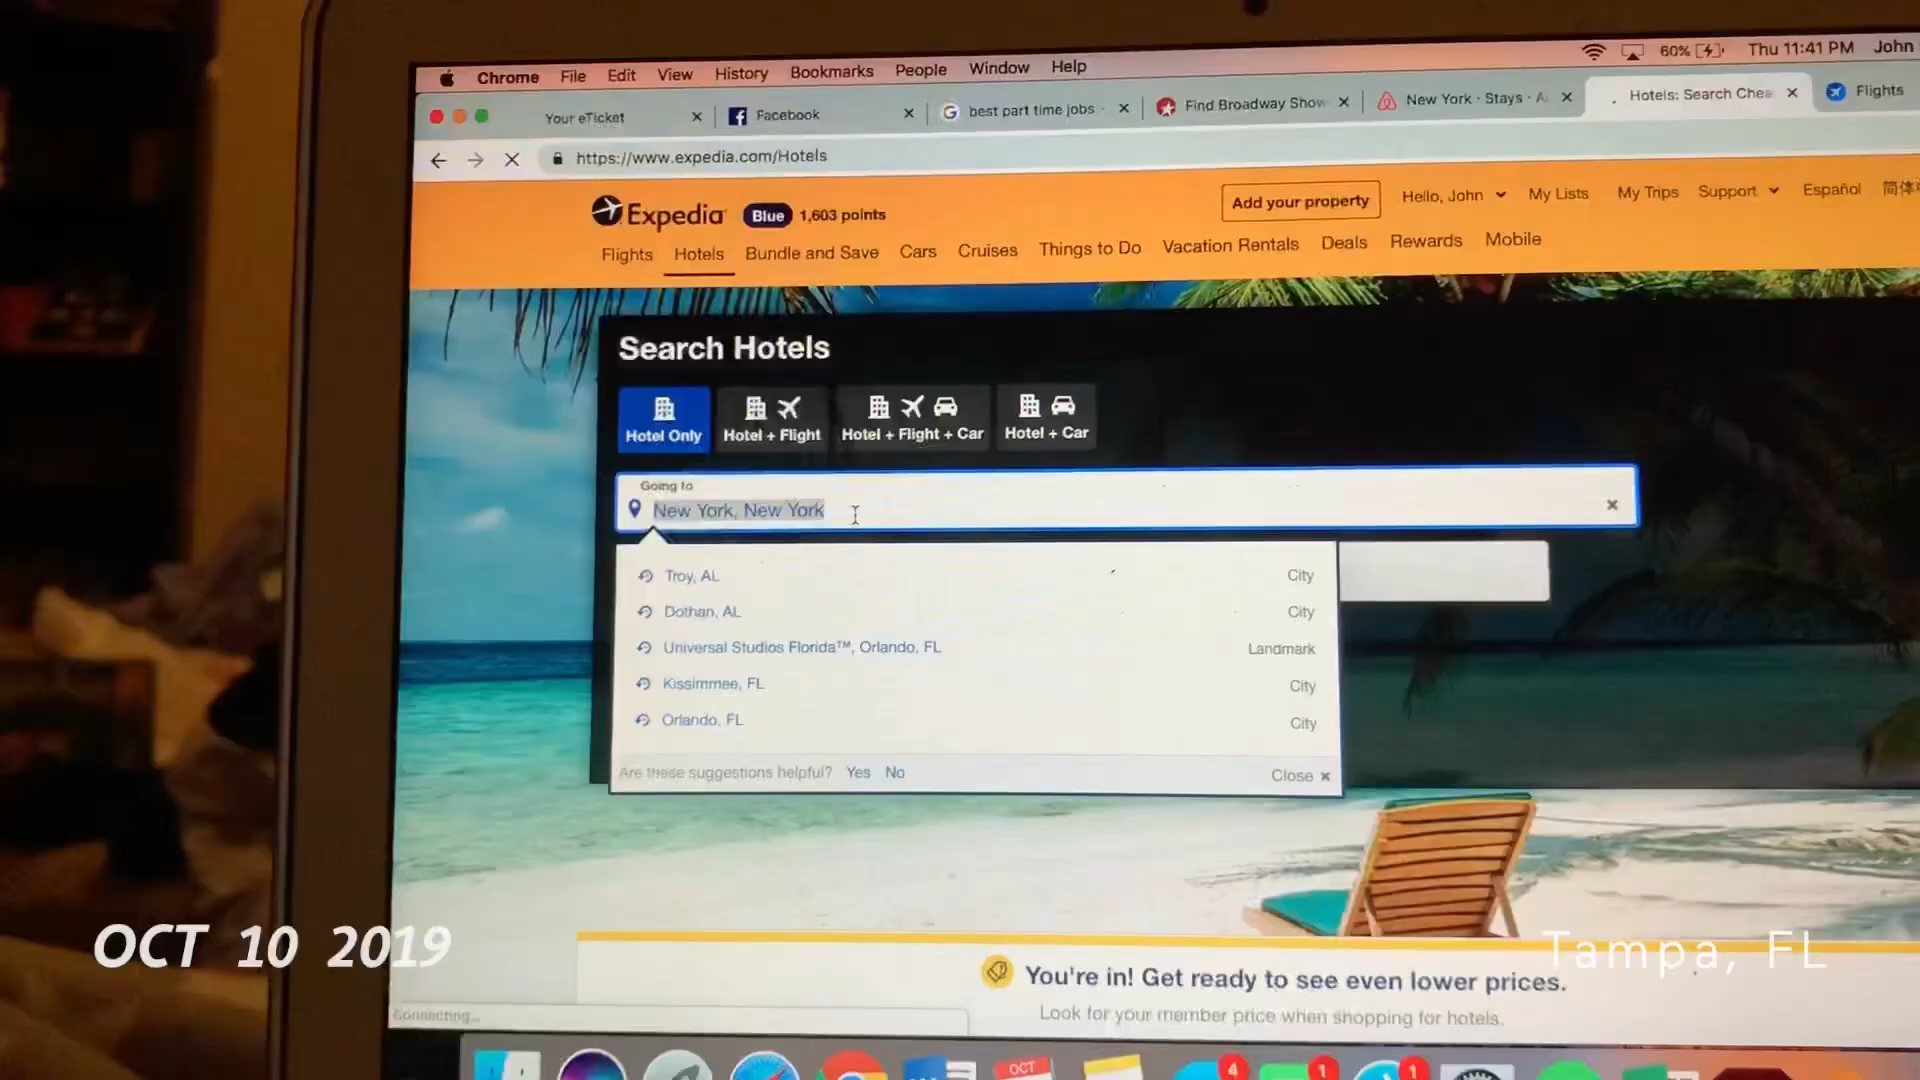 Chrome File Edit View History Bookmarks People Window Help 60% Thu 11:41 PM John
Your eTicket Facebook best part time jobs - Find Broadway Show New York · Stays · A Hotels: Search Chea Flights
https://www.expedia.com/Hotels
Expedia Blue 1,603 points Add your property Hello, John My Lists My Trips Support Español 简体
Flights Hotels Bundle and Save Cars Cruises Things to Do Vacation Rentals Deals Rewards Mobile
Search Hotels
Hotel Only Hotel + Flight Hotel + Flight + Car Hotel + Car
Going to
New York, New York
Troy, AL City
Dothan, AL City
Universal Studios Florida™, Orlando, FL Landmark
Kissimmee, FL City
Orlando, FL City
Are these suggestions helpful? Yes No Close
OCT 10 2019
Tampa, FL
You're in! Get ready to see even lower prices.
Look for your member price when shopping for hotels.
Connecting...
OCT
4 1 1